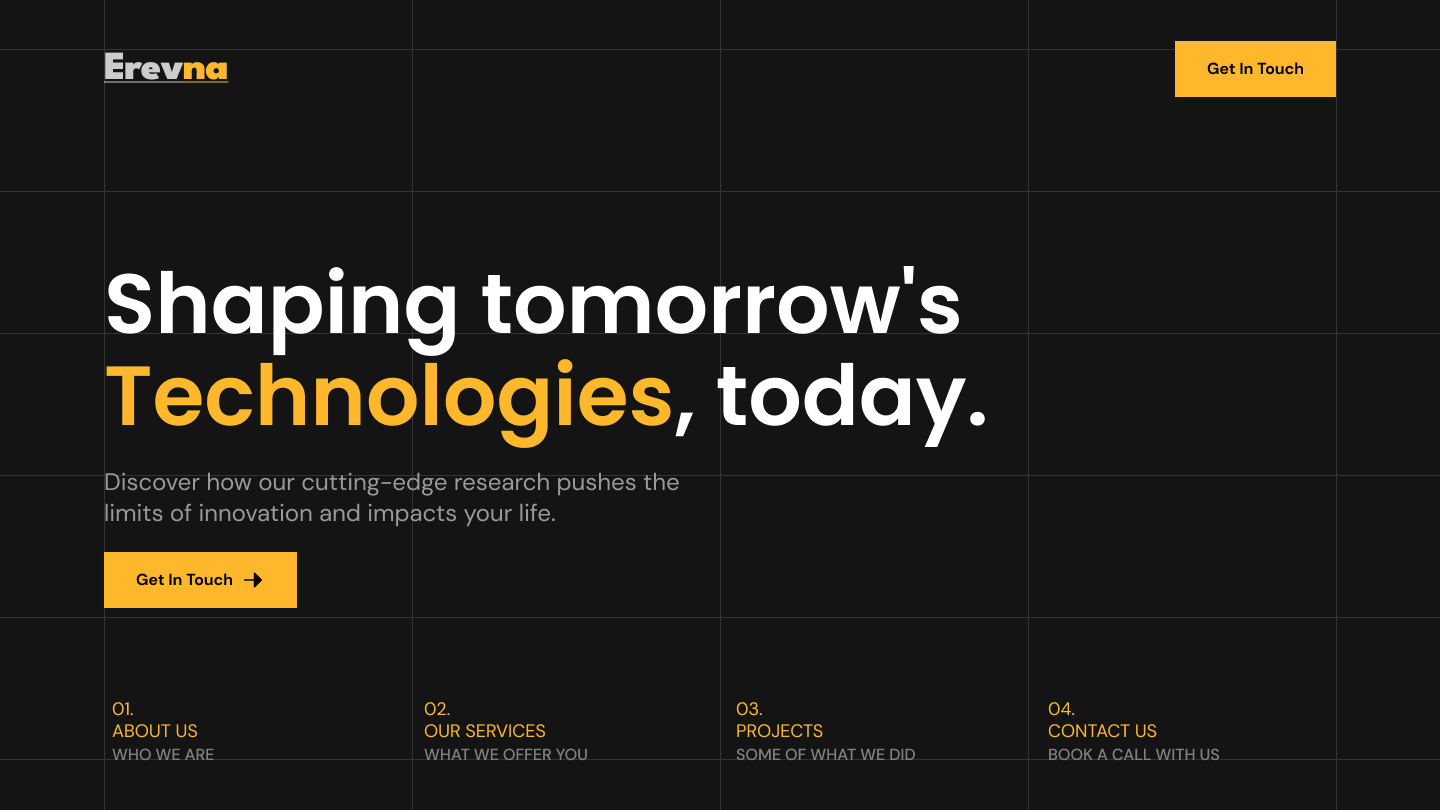 Erevna
Get In Touch
Shaping tomorrow's
Technologies, today.
Discover how our cutting-edge research pushes the
limits of innovation and impacts your life.
Get In Touch
01.
ABOUT US
WHO WE ARE
02.
OUR SERVICES
WHAT WE OFFER YOU
03.
PROJECTS
SOME OF WHAT WE DID
04.
CONTACT US
BOOK A CALL WITH US